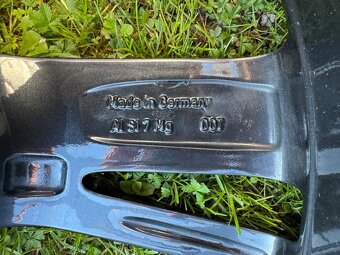 Made in Germany
Al Si 7 Mg 007